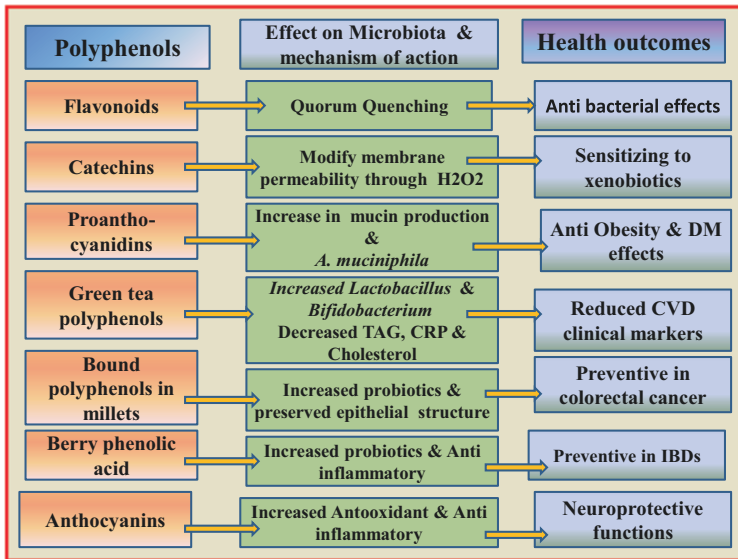 Polyphenols
Effect on Microbiota &
mechanism of action
Health outcomes
Flavonoids
Quorum Quenching
Anti bacterial effects
Catechins
Modify membrane
permeability through H2O2
Sensitizing to
xenobiotics
Proantho-
cyanidins
Increase in mucin production
&
A. muciniphila
Anti Obesity & DM
effects
Green tea
polyphenols
Increased Lactobacillus &
Bifidobacterium
Decreased TAG, CRP &
Cholesterol
Reduced CVD
clinical markers
Bound
polyphenols in
millets
Increased probiotics &
preserved epithelial structure
Preventive in
colorectal cancer
Berry phenolic
acid
Increased probiotics & Anti
inflammatory
Preventive in IBDs
Anthocyanins
Increased Antooxidant & Anti
inflammatory
Neuroprotective
functions